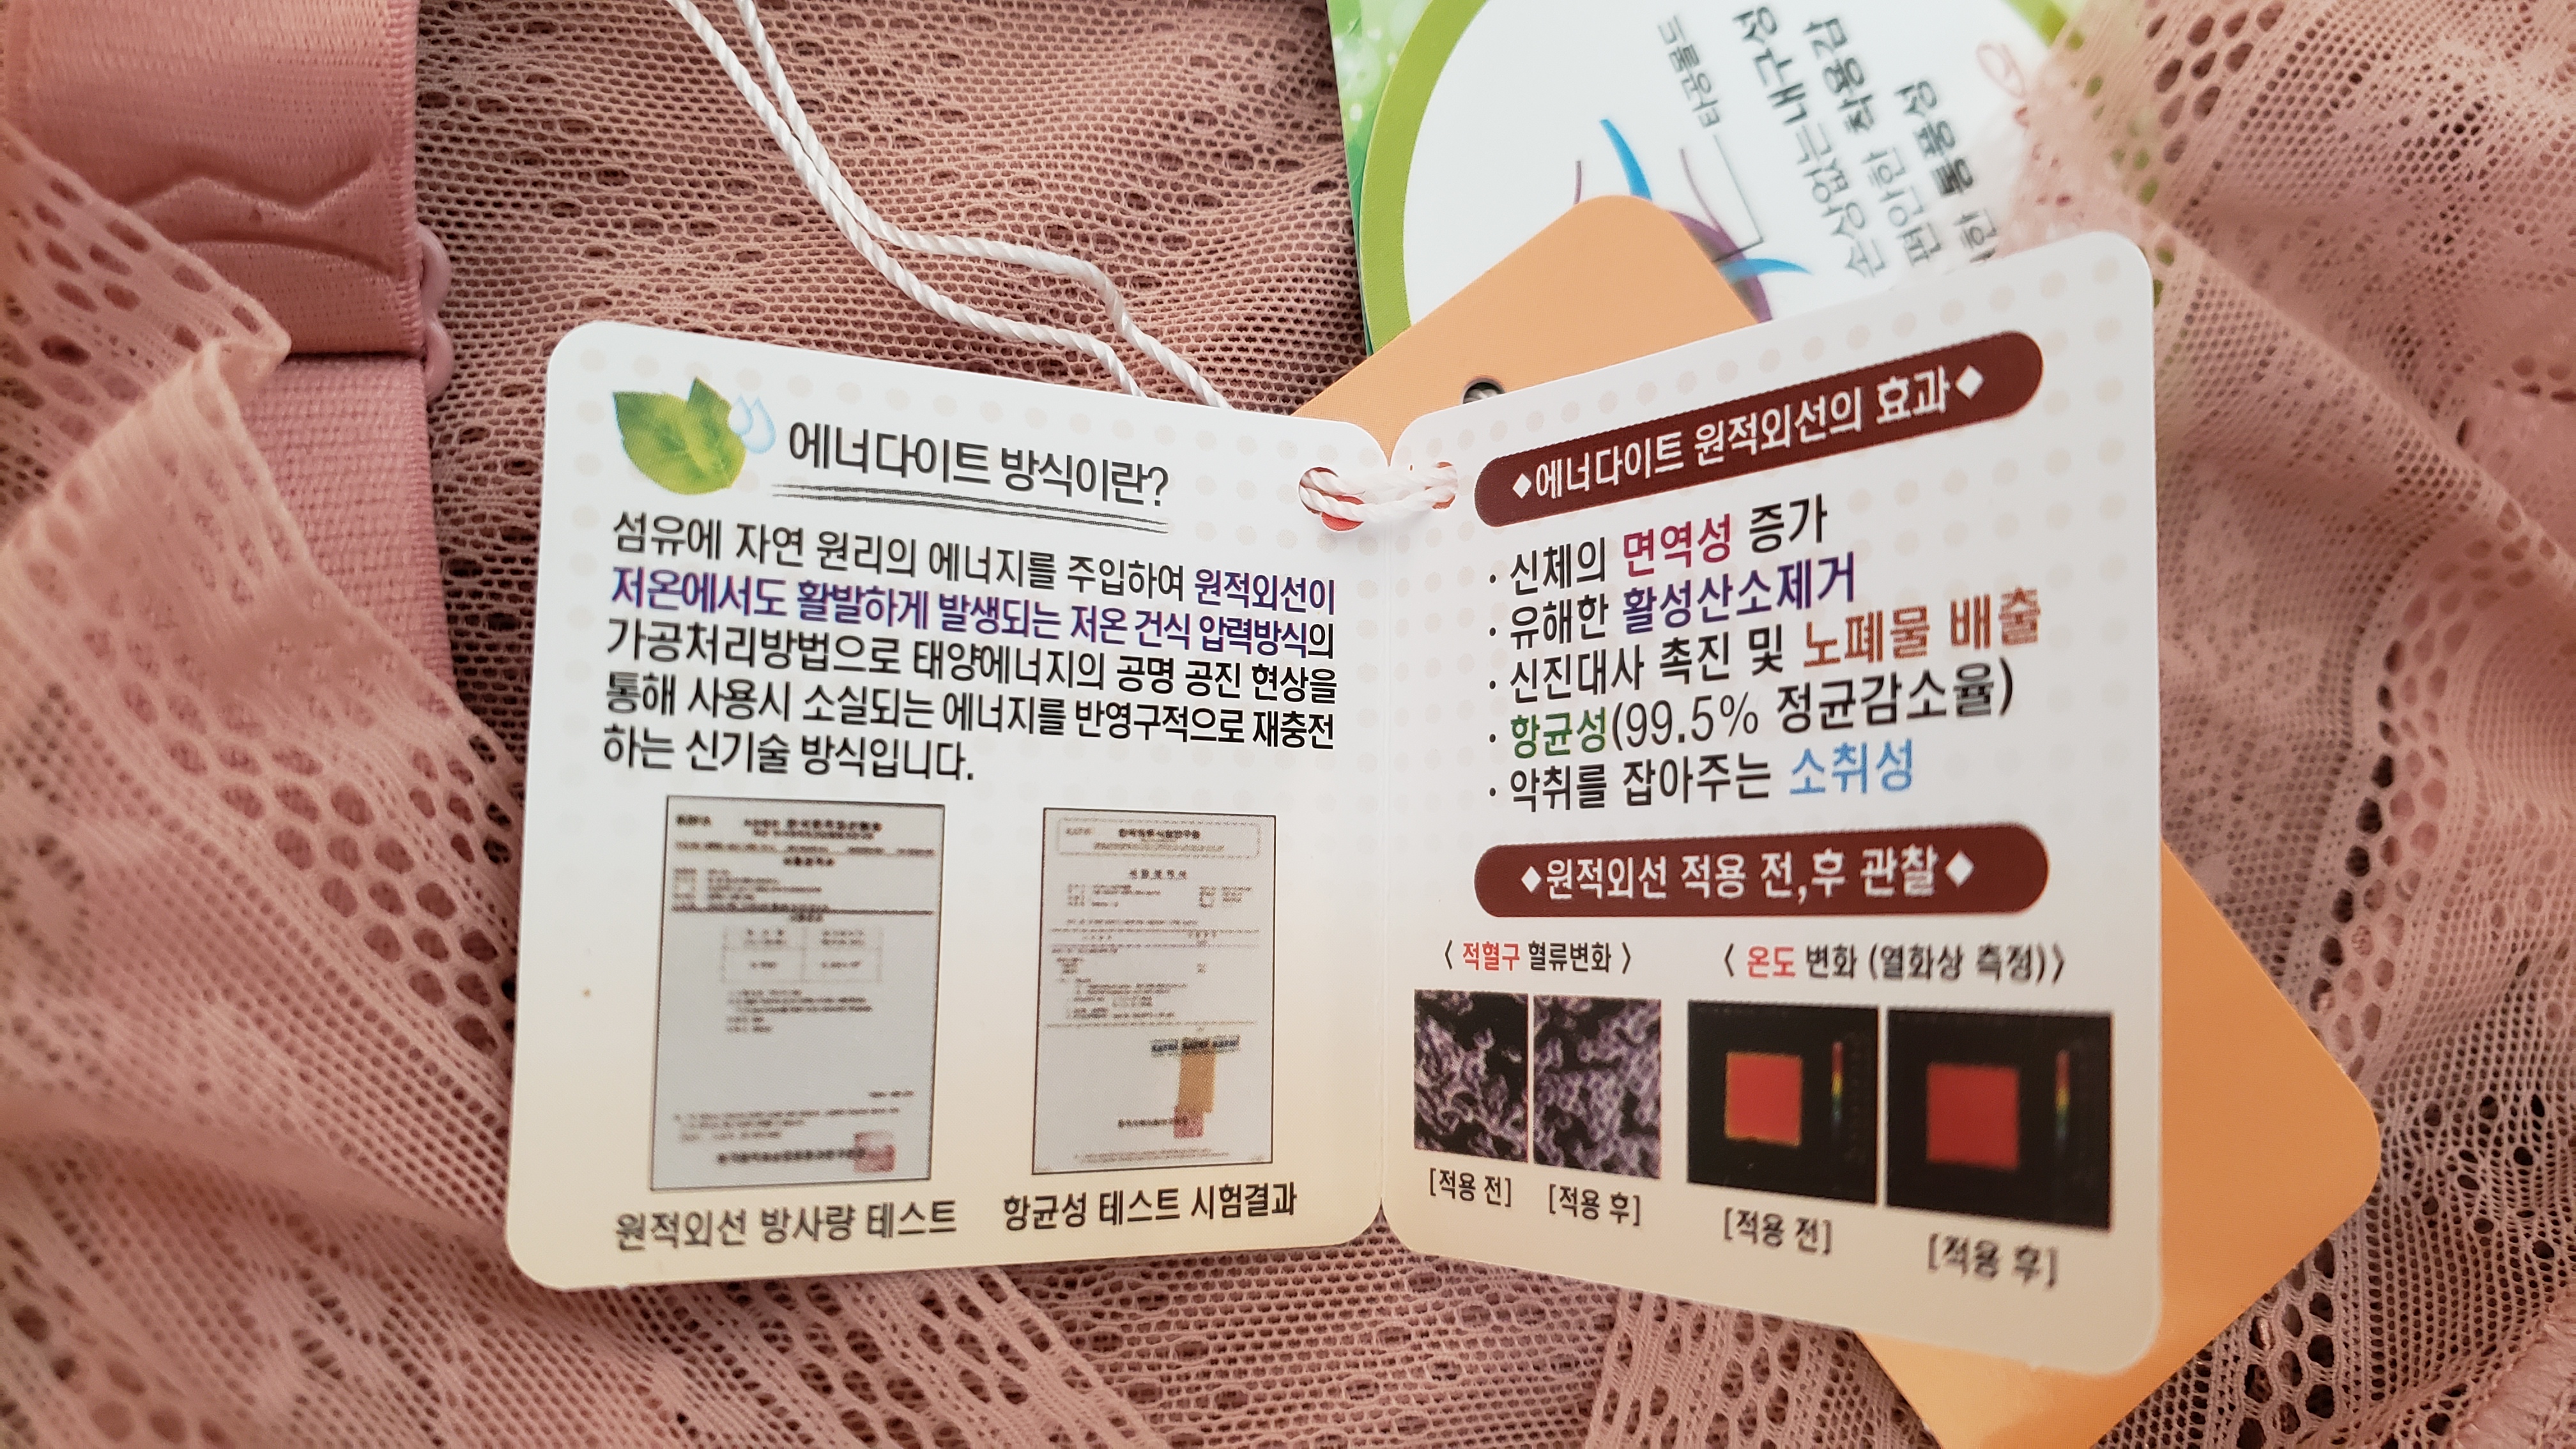 에너다이트 방식이란?
섬유에 자연 원리의 에너지를 주입하여 원적외선이
저온에서도 활발하게 발생되는 저온 건식 압력방식의
가공처리방법으로 태양에너지의 공명 공진 현상을
통해 사용시 소실되는 에너지를 반영구적으로 재충전
하는 신기술 방식입니다.
원적외선 방사량 테스트
항균성 테스트 시험결과
◆에너다이트 원적외선의 효과◆
· 신체의 면역성 증가
· 유해한 활성산소제거
· 신진대사 촉진 및 노폐물 배출
· 항균성(99.5% 정균감소율)
· 악취를 잡아주는 소취성
◆원적외선 적용 전,후 관찰◆
〈 적혈구 혈류변화 〉
〈 온도 변화 (열화상 측정)〉
[적용 전]
[적용 후]
[적용 전]
[적용 후]